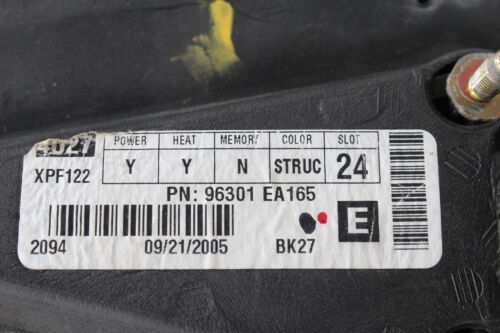 POWER HEAT MEMORY COLOR SLOT
XPF122 Y Y N STRUC 24
PN: 96301 EA165
E
2094 09/21/2005 BK27